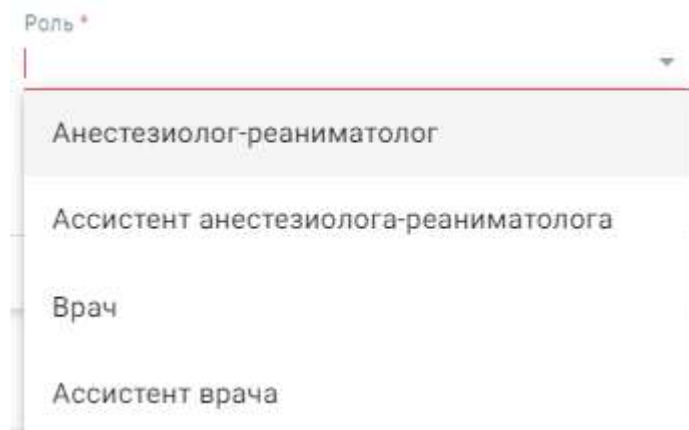 Роль *
Анестезиолог-реаниматолог
Ассистент анестезиолога-реаниматолога
Врач
Ассистент врача